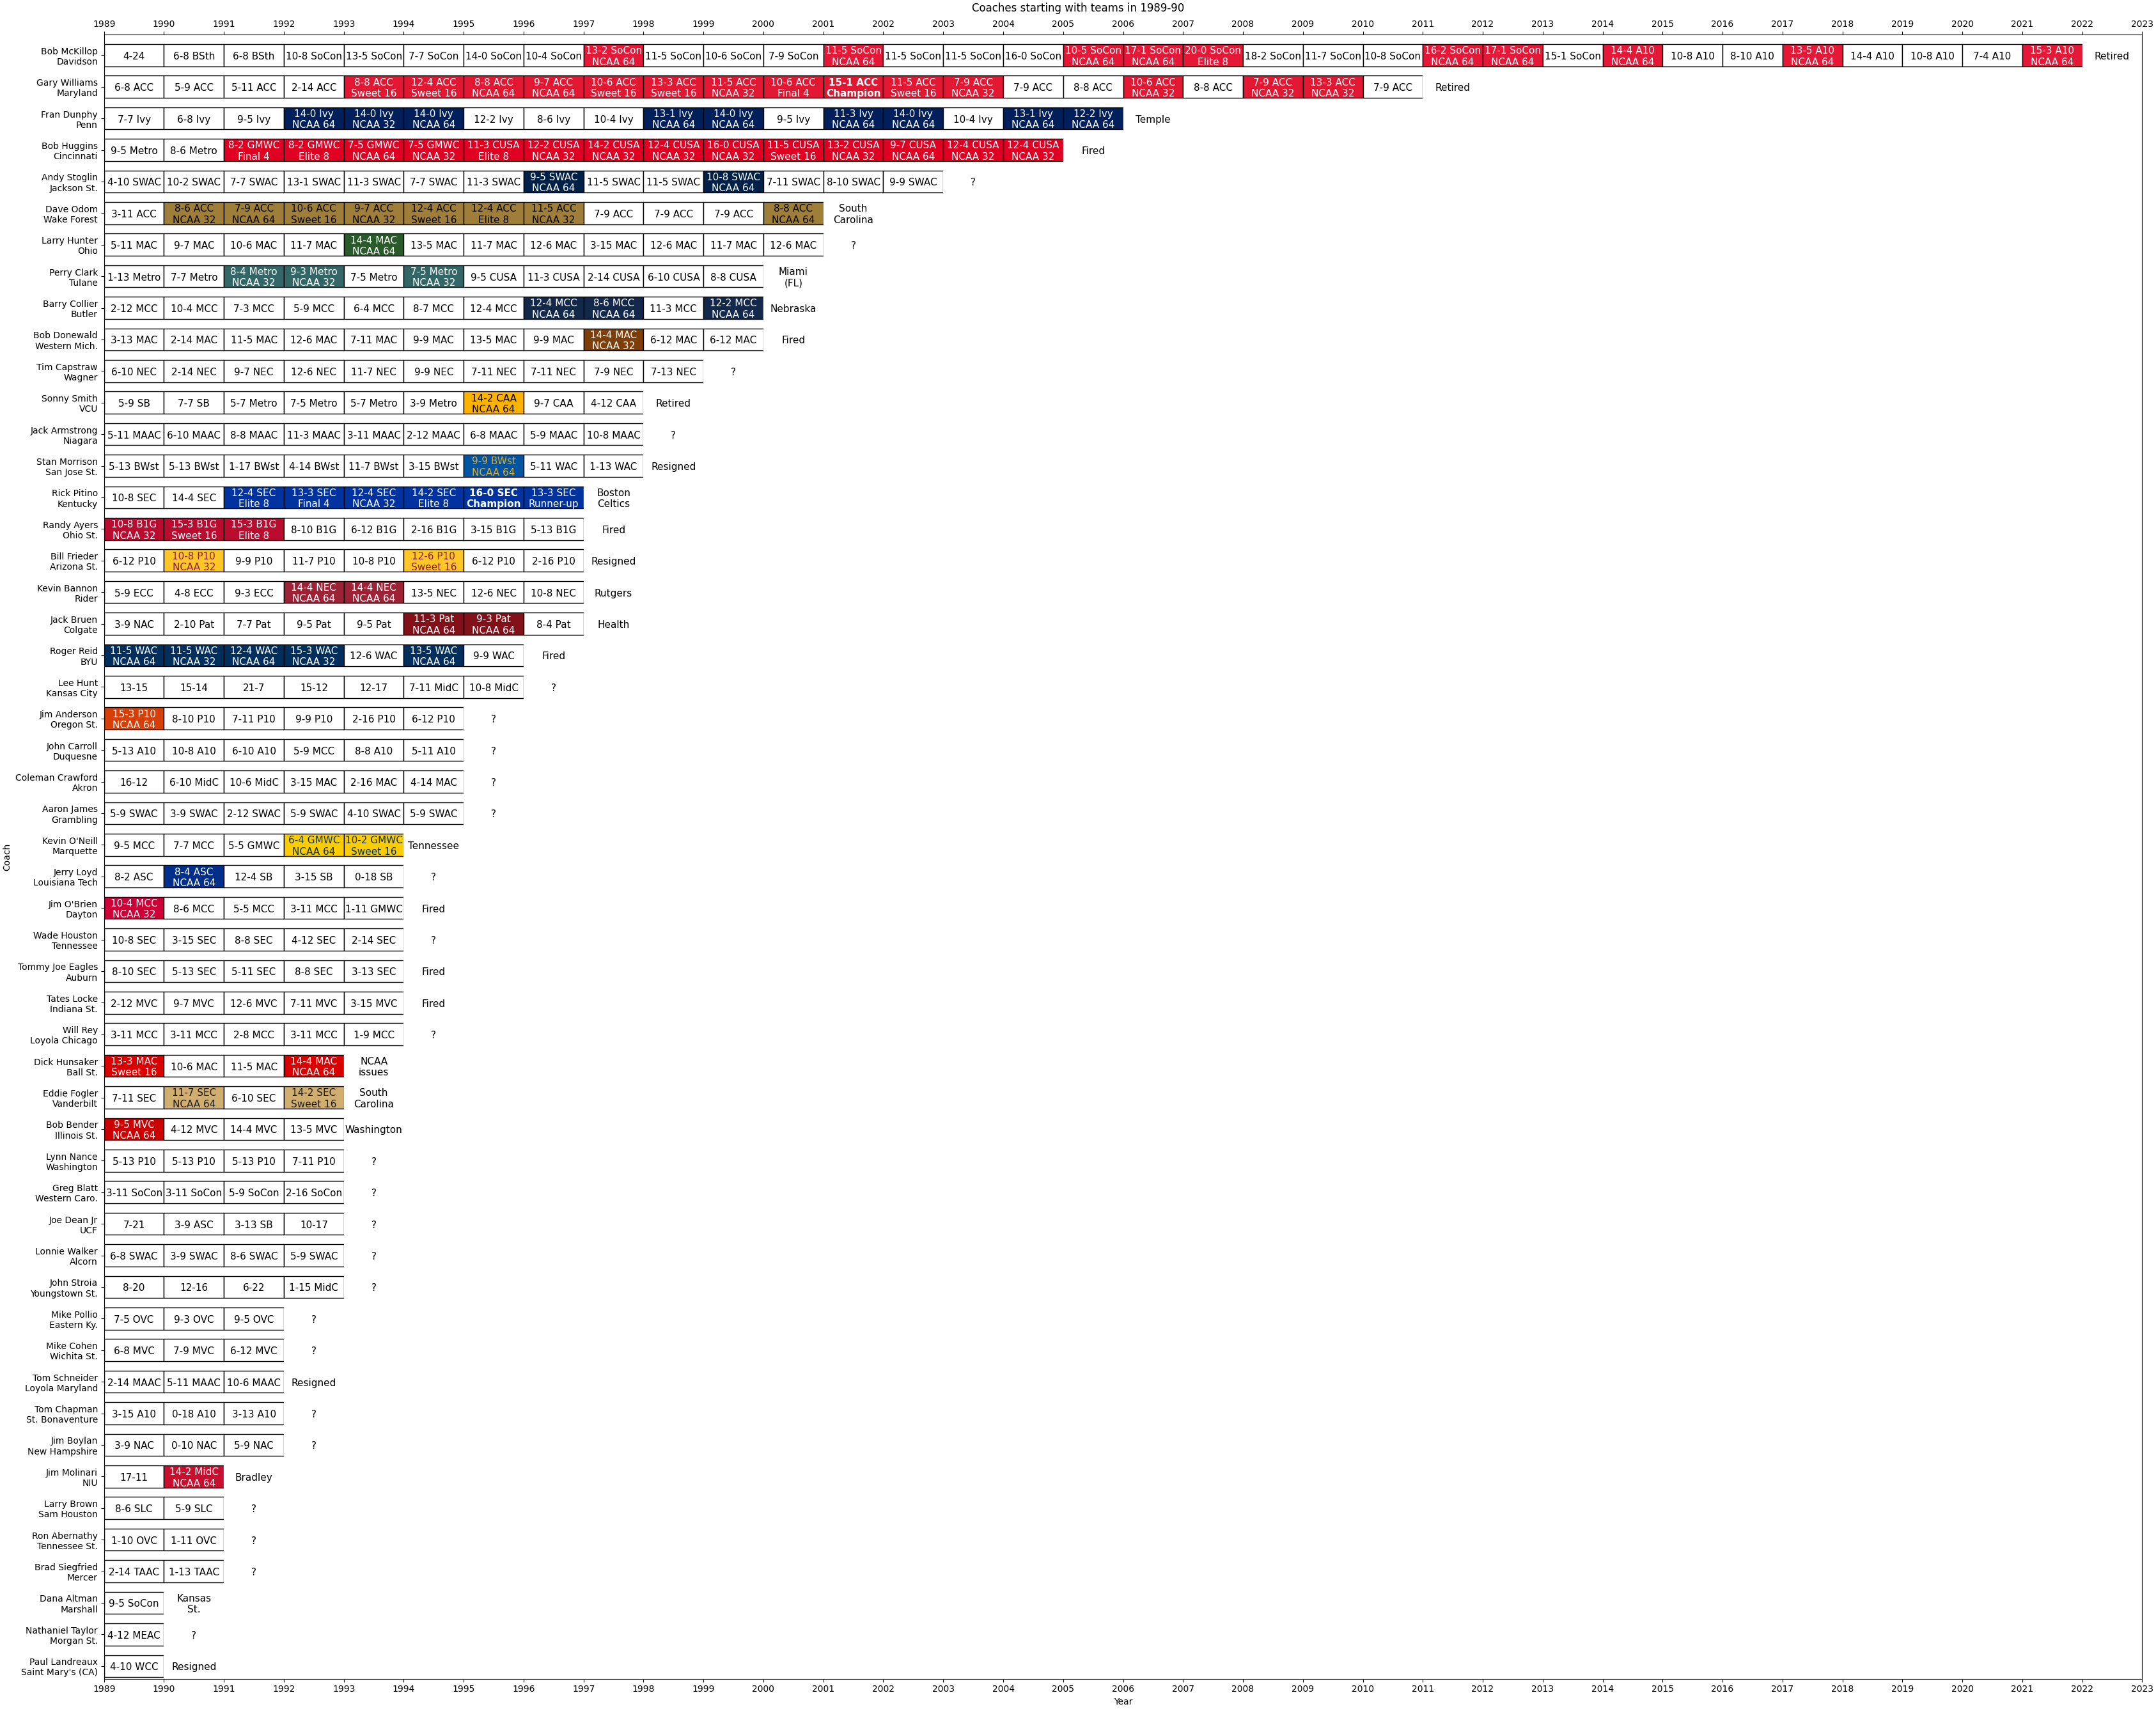 Coaches starting with teams in 1989-90
1989 1990 1991 1992 1993 1994 1995 1996 1997 1998 1999 2000 2001 2002 2003 2004 2005 2006 2007 2008 2009 2010 2011 2012 2013 2014 2015 2016 2017 2018 2019 2020 2021 2022 2023
Bob McKillop
Davidson
4-24 6-8 BSth 6-8 BSth 10-8 SoCon 13-5 SoCon 7-7 SoCon 14-0 SoCon 10-4 SoCon 13-2 SoCon NCAA 64 11-5 SoCon 10-6 SoCon 7-9 SoCon 11-5 SoCon NCAA 64 11-5 SoCon 11-5 SoCon 16-0 SoCon 10-5 SoCon NCAA 64 17-1 SoCon NCAA 64 20-0 SoCon Elite 8 18-2 SoCon 11-7 SoCon 10-8 SoCon 16-2 SoCon NCAA 64 17-1 SoCon NCAA 64 15-1 SoCon 14-4 A10 NCAA 64 10-8 A10 8-10 A10 13-5 A10 NCAA 64 14-4 A10 10-8 A10 7-4 A10 15-3 A10 NCAA 64 Retired
Gary Williams
Maryland
6-8 ACC 5-9 ACC 5-11 ACC 2-14 ACC 8-8 ACC Sweet 16 12-4 ACC Sweet 16 8-8 ACC NCAA 64 9-7 ACC NCAA 64 10-6 ACC Sweet 16 13-3 ACC Sweet 16 11-5 ACC NCAA 32 10-6 ACC Final 4 15-1 ACC Champion 11-5 ACC Sweet 16 7-9 ACC NCAA 32 7-9 ACC 8-8 ACC 10-6 ACC NCAA 32 8-8 ACC 7-9 ACC NCAA 32 13-3 ACC NCAA 32 7-9 ACC Retired
Fran Dunphy
Penn
7-7 Ivy 6-8 Ivy 9-5 Ivy 14-0 Ivy NCAA 64 14-0 Ivy NCAA 32 14-0 Ivy NCAA 64 12-2 Ivy 8-6 Ivy 10-4 Ivy 13-1 Ivy NCAA 64 14-0 Ivy NCAA 64 9-5 Ivy 11-3 Ivy NCAA 64 14-0 Ivy NCAA 64 10-4 Ivy 13-1 Ivy NCAA 64 12-2 Ivy NCAA 64 Temple
Bob Huggins
Cincinnati
9-5 Metro 8-6 Metro 8-2 GMWC Final 4 8-2 GMWC Elite 8 7-5 GMWC NCAA 64 7-5 GMWC NCAA 32 11-3 CUSA Elite 8 12-2 CUSA NCAA 32 14-2 CUSA NCAA 32 12-4 CUSA NCAA 32 16-0 CUSA NCAA 32 11-5 CUSA Sweet 16 13-2 CUSA NCAA 32 9-7 CUSA NCAA 64 12-4 CUSA NCAA 32 12-4 CUSA NCAA 32 Fired
Andy Stoglin
Jackson St.
4-10 SWAC 10-2 SWAC 7-7 SWAC 13-1 SWAC 11-3 SWAC 7-7 SWAC 11-3 SWAC 9-5 SWAC NCAA 64 11-5 SWAC 11-5 SWAC 10-8 SWAC NCAA 64 7-11 SWAC 8-10 SWAC 9-9 SWAC ?
Dave Odom
Wake Forest
3-11 ACC 8-6 ACC NCAA 32 7-9 ACC NCAA 64 10-6 ACC Sweet 16 9-7 ACC NCAA 32 12-4 ACC Sweet 16 12-4 ACC Elite 8 11-5 ACC NCAA 32 7-9 ACC 7-9 ACC 7-9 ACC 8-8 ACC NCAA 64 South Carolina
Larry Hunter
Ohio
5-11 MAC 9-7 MAC 10-6 MAC 11-7 MAC 14-4 MAC NCAA 64 13-5 MAC 11-7 MAC 12-6 MAC 3-15 MAC 12-6 MAC 11-7 MAC 12-6 MAC ?
Perry Clark
Tulane
1-13 Metro 7-7 Metro 8-4 Metro NCAA 32 9-3 Metro NCAA 32 7-5 Metro 7-5 Metro NCAA 32 9-5 CUSA 11-3 CUSA 2-14 CUSA 6-10 CUSA 8-8 CUSA Miami (FL)
Barry Collier
Butler
2-12 MCC 10-4 MCC 7-3 MCC 5-9 MCC 6-4 MCC 8-7 MCC 12-4 MCC 12-4 MCC NCAA 64 8-6 MCC NCAA 64 11-3 MCC 12-2 MCC NCAA 64 Nebraska
Bob Donewald
Western Mich.
3-13 MAC 2-14 MAC 11-5 MAC 12-6 MAC 7-11 MAC 9-9 MAC 13-5 MAC 9-9 MAC 14-4 MAC NCAA 32 6-12 MAC 6-12 MAC Fired
Tim Capstraw
Wagner
6-10 NEC 2-14 NEC 9-7 NEC 12-6 NEC 11-7 NEC 9-9 NEC 7-11 NEC 7-11 NEC 7-9 NEC 7-13 NEC ?
Sonny Smith
VCU
5-9 SB 7-7 SB 5-7 Metro 7-5 Metro 5-7 Metro 3-9 Metro 14-2 CAA NCAA 64 9-7 CAA 4-12 CAA Retired
Jack Armstrong
Niagara
5-11 MAAC 6-10 MAAC 8-8 MAAC 11-3 MAAC 3-11 MAAC 2-12 MAAC 6-8 MAAC 5-9 MAAC 10-8 MAAC ?
Stan Morrison
San Jose St.
5-13 BWst 5-13 BWst 1-17 BWst 4-14 BWst 11-7 BWst 3-15 BWst 9-9 BWst NCAA 64 5-11 WAC 1-13 WAC Resigned
Rick Pitino
Kentucky
10-8 SEC 14-4 SEC 12-4 SEC Elite 8 13-3 SEC Final 4 12-4 SEC NCAA 32 14-2 SEC Elite 8 16-0 SEC Champion 13-3 SEC Runner-up Boston Celtics
Randy Ayers
Ohio St.
10-8 B1G NCAA 32 15-3 B1G Sweet 16 15-3 B1G Elite 8 8-10 B1G 6-12 B1G 2-16 B1G 3-15 B1G 5-13 B1G Fired
Bill Frieder
Arizona St.
6-12 P10 10-8 P10 NCAA 32 9-9 P10 11-7 P10 10-8 P10 12-6 P10 Sweet 16 6-12 P10 2-16 P10 Resigned
Kevin Bannon
Rider
5-9 ECC 4-8 ECC 9-3 ECC 14-4 NEC NCAA 64 14-4 NEC NCAA 64 13-5 NEC 12-6 NEC 10-8 NEC Rutgers
Jack Bruen
Colgate
3-9 NAC 2-10 Pat 7-7 Pat 9-5 Pat 9-5 Pat 11-3 Pat NCAA 64 9-3 Pat NCAA 64 8-4 Pat Health
Roger Reid
BYU
11-5 WAC NCAA 64 11-5 WAC NCAA 32 12-4 WAC NCAA 64 15-3 WAC NCAA 32 12-6 WAC 13-5 WAC NCAA 64 9-9 WAC Fired
Lee Hunt
Kansas City
13-15 15-14 21-7 15-12 12-17 7-11 MidC 10-8 MidC ?
Jim Anderson
Oregon St.
15-3 P10 NCAA 64 8-10 P10 7-11 P10 9-9 P10 2-16 P10 6-12 P10 ?
John Carroll
Duquesne
5-13 A10 10-8 A10 6-10 A10 5-9 MCC 8-8 A10 5-11 A10 ?
Coleman Crawford
Akron
16-12 6-10 MidC 10-6 MidC 3-15 MAC 2-16 MAC 4-14 MAC ?
Aaron James
Grambling
5-9 SWAC 3-9 SWAC 2-12 SWAC 5-9 SWAC 4-10 SWAC 5-9 SWAC ?
Kevin O'Neill
Marquette
9-5 MCC 7-7 MCC 5-5 GMWC 6-4 GMWC NCAA 64 10-2 GMWC Sweet 16 Tennessee
Coach
Jerry Loyd
Louisiana Tech
8-2 ASC 8-4 ASC NCAA 64 12-4 SB 3-15 SB 0-18 SB ?
Jim O'Brien
Dayton
10-4 MCC NCAA 32 8-6 MCC 5-5 MCC 3-11 MCC 1-11 GMWC Fired
Wade Houston
Tennessee
10-8 SEC 3-15 SEC 8-8 SEC 4-12 SEC 2-14 SEC ?
Tommy Joe Eagles
Auburn
8-10 SEC 5-13 SEC 5-11 SEC 8-8 SEC 3-13 SEC Fired
Tates Locke
Indiana St.
2-12 MVC 9-7 MVC 12-6 MVC 7-11 MVC 3-15 MVC Fired
Will Rey
Loyola Chicago
3-11 MCC 3-11 MCC 2-8 MCC 3-11 MCC 1-9 MCC ?
Dick Hunsaker
Ball St.
13-3 MAC Sweet 16 10-6 MAC 11-5 MAC 14-4 MAC NCAA 64 NCAA issues
Eddie Fogler
Vanderbilt
7-11 SEC 11-7 SEC NCAA 64 6-10 SEC 14-2 SEC Sweet 16 South Carolina
Bob Bender
Illinois St.
9-5 MVC NCAA 64 4-12 MVC 14-4 MVC 13-5 MVC Washington
Lynn Nance
Washington
5-13 P10 5-13 P10 5-13 P10 7-11 P10 ?
Greg Blatt
Western Caro.
3-11 SoCon 3-11 SoCon 5-9 SoCon 2-16 SoCon ?
Joe Dean Jr
UCF
7-21 3-9 ASC 3-13 SB 10-17 ?
Lonnie Walker
Alcorn
6-8 SWAC 3-9 SWAC 8-6 SWAC 5-9 SWAC ?
John Stroia
Youngstown St.
8-20 12-16 6-22 1-15 MidC ?
Mike Pollio
Eastern Ky.
7-5 OVC 9-3 OVC 9-5 OVC ?
Mike Cohen
Wichita St.
6-8 MVC 7-9 MVC 6-12 MVC ?
Tom Schneider
Loyola Maryland
2-14 MAAC 5-11 MAAC 10-6 MAAC Resigned
Tom Chapman
St. Bonaventure
3-15 A10 0-18 A10 3-13 A10 ?
Jim Boylan
New Hampshire
3-9 NAC 0-10 NAC 5-9 NAC ?
Jim Molinari
NIU
17-11 14-2 MidC NCAA 64 Bradley
Larry Brown
Sam Houston
8-6 SLC 5-9 SLC ?
Ron Abernathy
Tennessee St.
1-10 OVC 1-11 OVC ?
Brad Siegfried
Mercer
2-14 TAAC 1-13 TAAC ?
Dana Altman
Marshall
9-5 SoCon Kansas St.
Nathaniel Taylor
Morgan St.
4-12 MEAC ?
Paul Landreaux
Saint Mary's (CA)
4-10 WCC Resigned
1989 1990 1991 1992 1993 1994 1995 1996 1997 1998 1999 2000 2001 2002 2003 2004 2005 2006 2007 2008 2009 2010 2011 2012 2013 2014 2015 2016 2017 2018 2019 2020 2021 2022 2023
Year